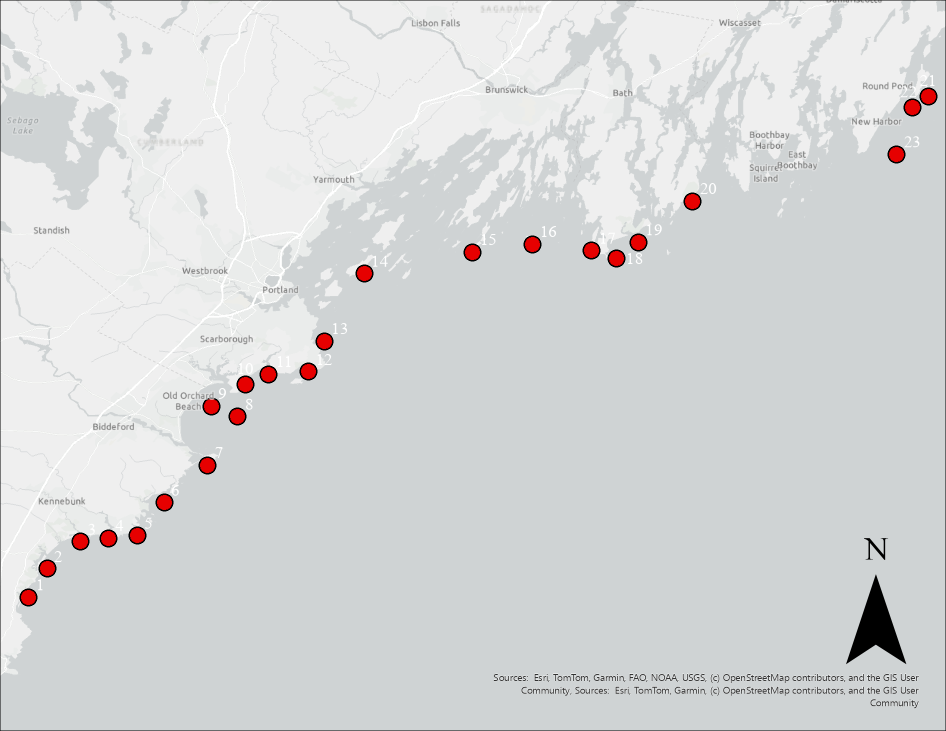 SAGADAHOC
Lisbon Falls
Wiscasset
Damariscotta
Brunswick
Bath
Round Pond
1
Sebago
Lake
New Harbor
CUMBERLAND
Boothbay
Harbor
23
East
Boothbay
Squirrel
Island
Yarmouth
20
Standish
16
19
15
17
18
14
Westbrook
Portland
13
Scarborough
12
11
10
Old Orchard
Beach
9
8
Biddeford
7
6
Kennebunk
5
4
3
2
1
N
Sources: Esri, TomTom, Garmin, FAO, NOAA, USGS, (c) OpenStreetMap contributors, and the GIS User
Community, Sources: Esri, TomTom, Garmin, (c) OpenStreetMap contributors, and the GIS User
Community